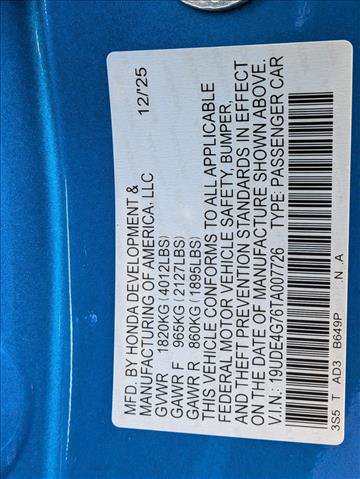 12/'25
MFD. BY HONDA DEVELOPMENT &
MANUFACTURING OF AMERICA, LLC
GVWR 1820KG (4012LBS)
GAWR F 965KG (2127LBS)
GAWR R 860KG (1895LBS)
THIS VEHICLE CONFORMS TO ALL APPLICABLE
FEDERAL MOTOR VEHICLE SAFETY, BUMPER,
AND THEFT PREVENTION STANDARDS IN EFFECT
ON THE DATE OF MANUFACTURE SHOWN ABOVE.
V.I.N.: 19UDE4G76TA007726 TYPE: PASSENGER CAR
3S5 T AD3 B649P .N .A